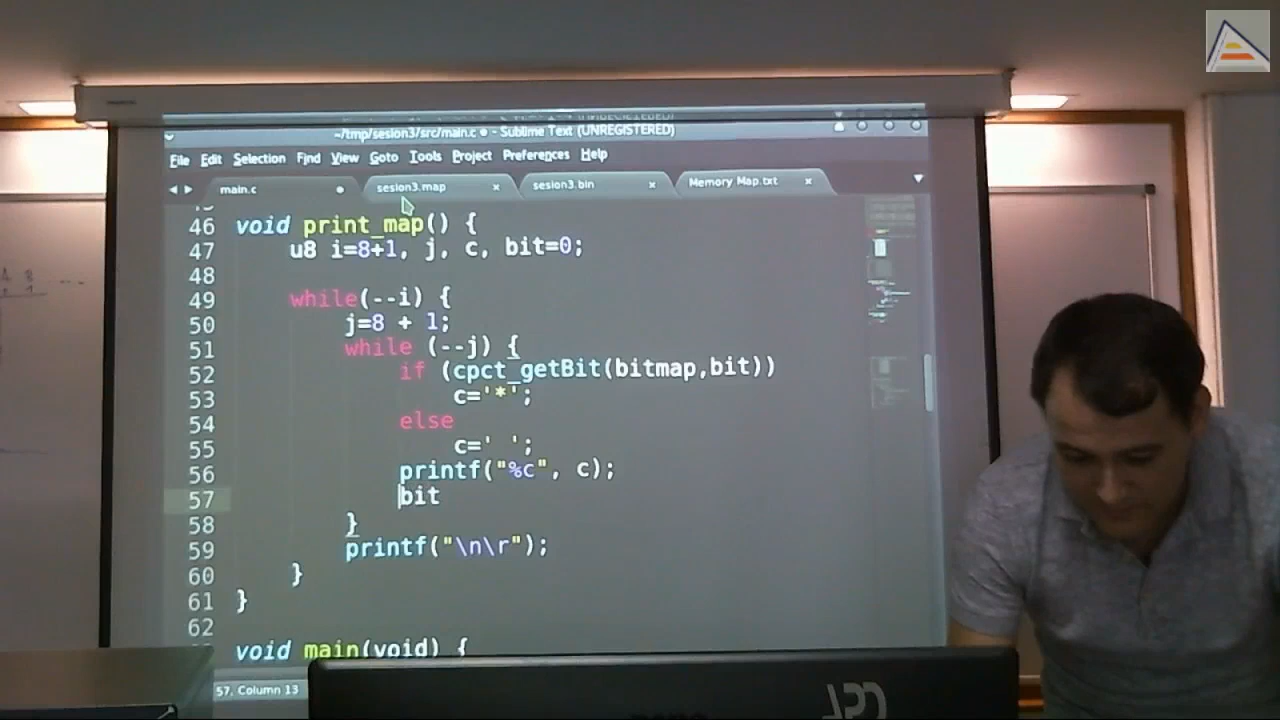 ~/tmp/sesion3/src/main.c • - Sublime Text (UNREGISTERED)
File Edit Selection Find View Goto Tools Project Preferences Help
main.c sesion3.map sesion3.bin Memory Map.txt
46 void print_map() {
47 u8 i=8+1, j, c, bit=0;
48
49 while(--i) {
50 j=8 + 1;
51 while (--j) {
52 if (cpct_getBit(bitmap,bit))
53 c='*';
54 else
55 c=' ';
56 printf("%c", c);
57 bit
58 }
59 printf("\n\r");
60 }
61 }
62
void main(void) {
57, Column 13